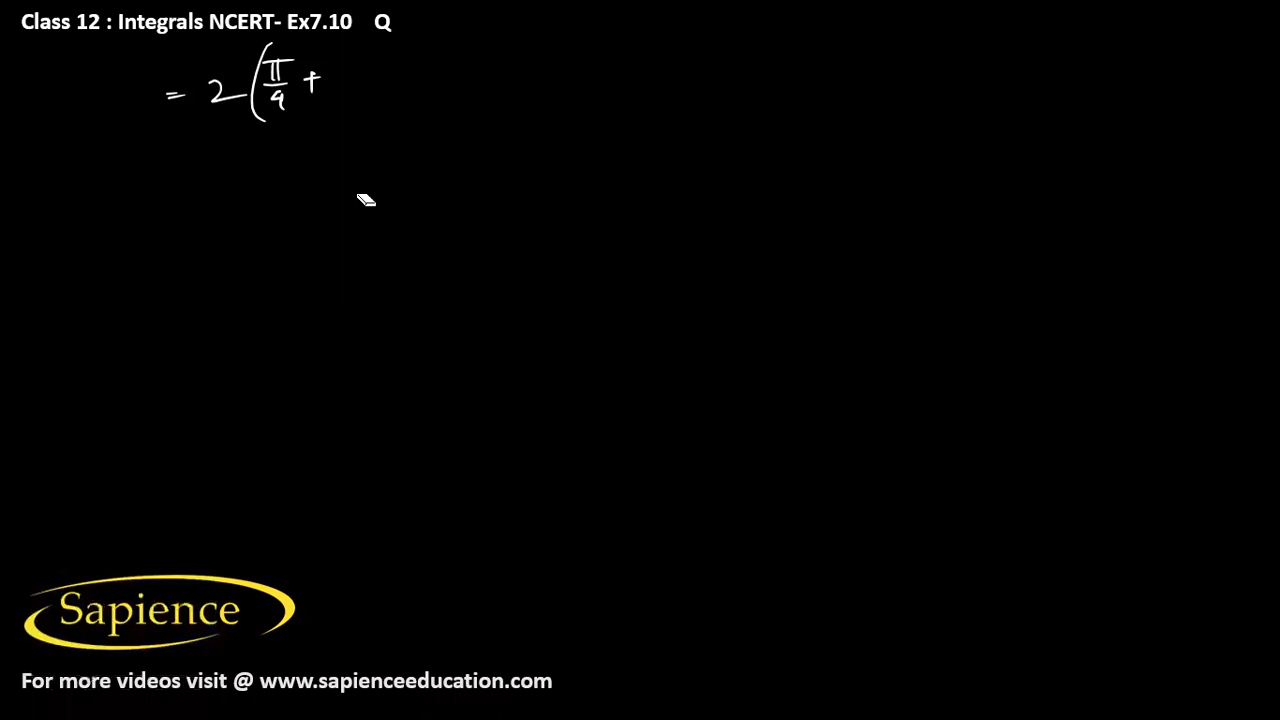 Class 12 : Integrals NCERT- Ex7.10 Q
= 2(π/4 +
Sapience
For more videos visit @ www.sapienceeducation.com